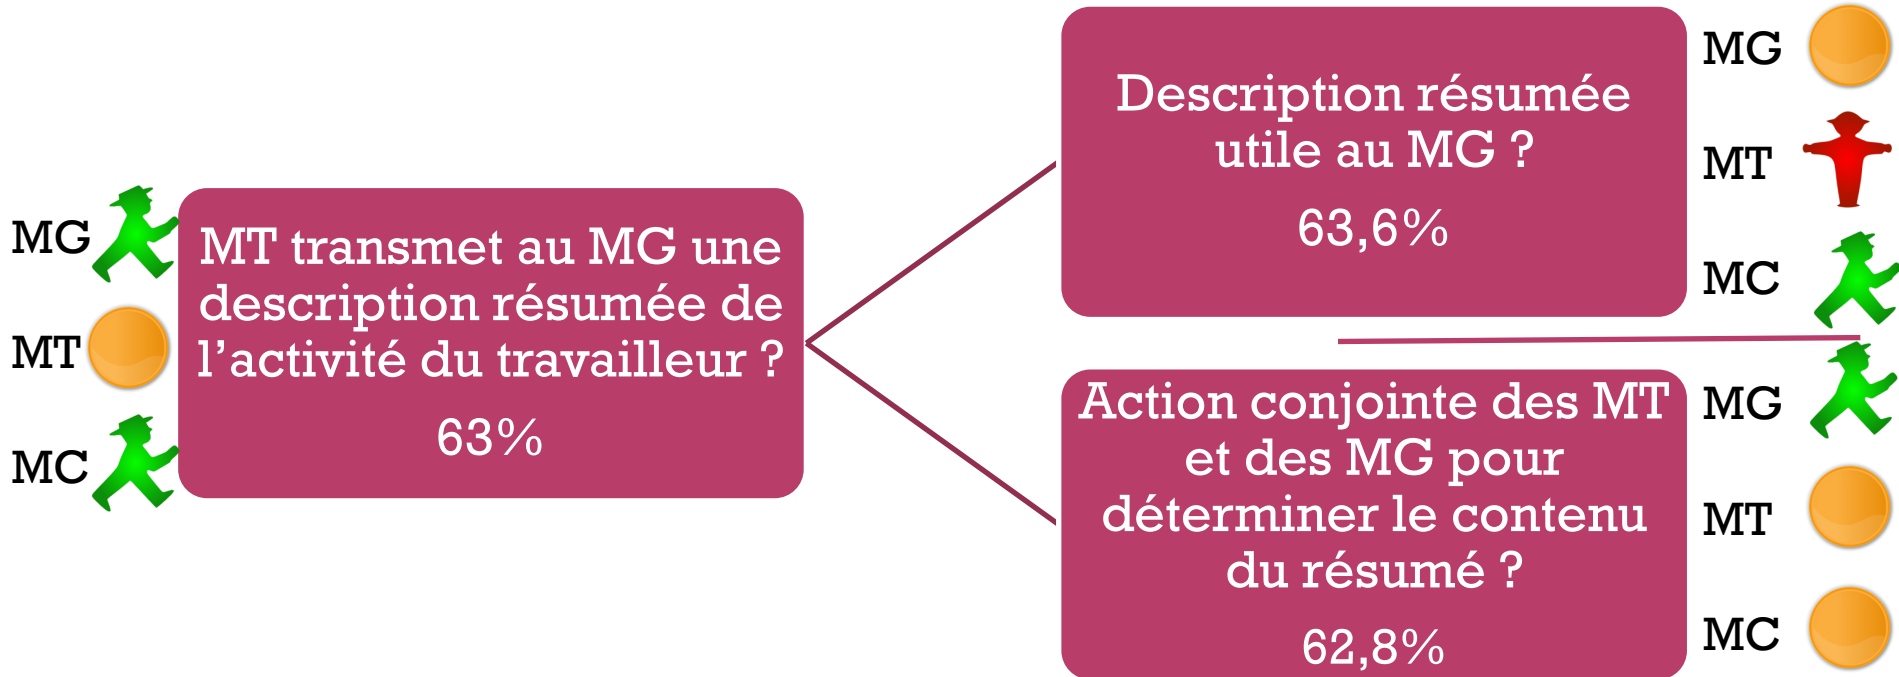 MG
MT
MC
MT transmet au MG une
description résumée de
l’activité du travailleur ?
63%
Description résumée
utile au MG ?
63,6%
MG
MT
MC
Action conjointe des MT
et des MG pour
déterminer le contenu
du résumé ?
62,8%
MG
MT
MC